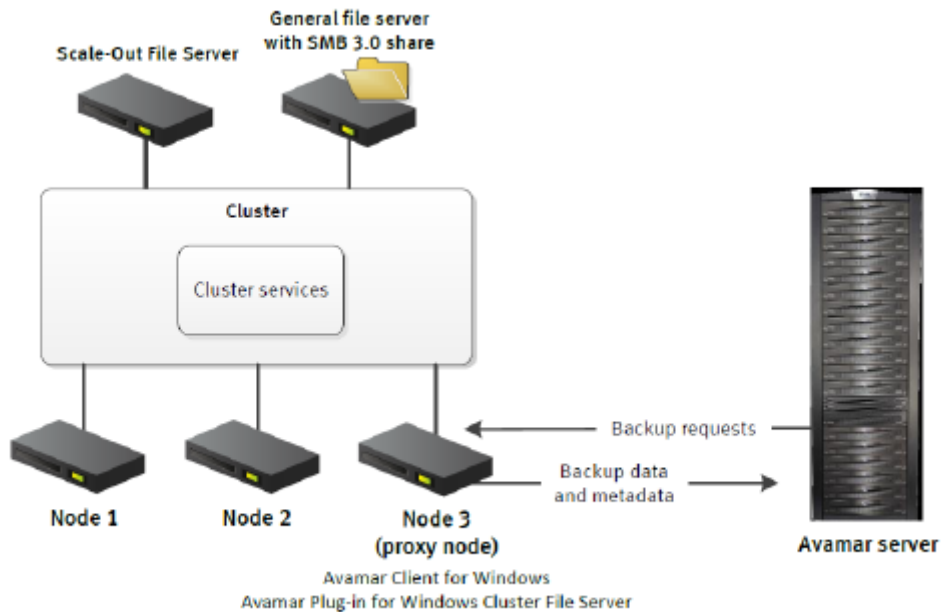 General file server
with SMB 3.0 share
Scale-Out File Server
Cluster
Cluster services
Backup requests
Backup data
and metadata
Node 1
Node 2
Node 3
(proxy node)
Avamar server
Avamar Client for Windows
Avamar Plug-in for Windows Cluster File Server